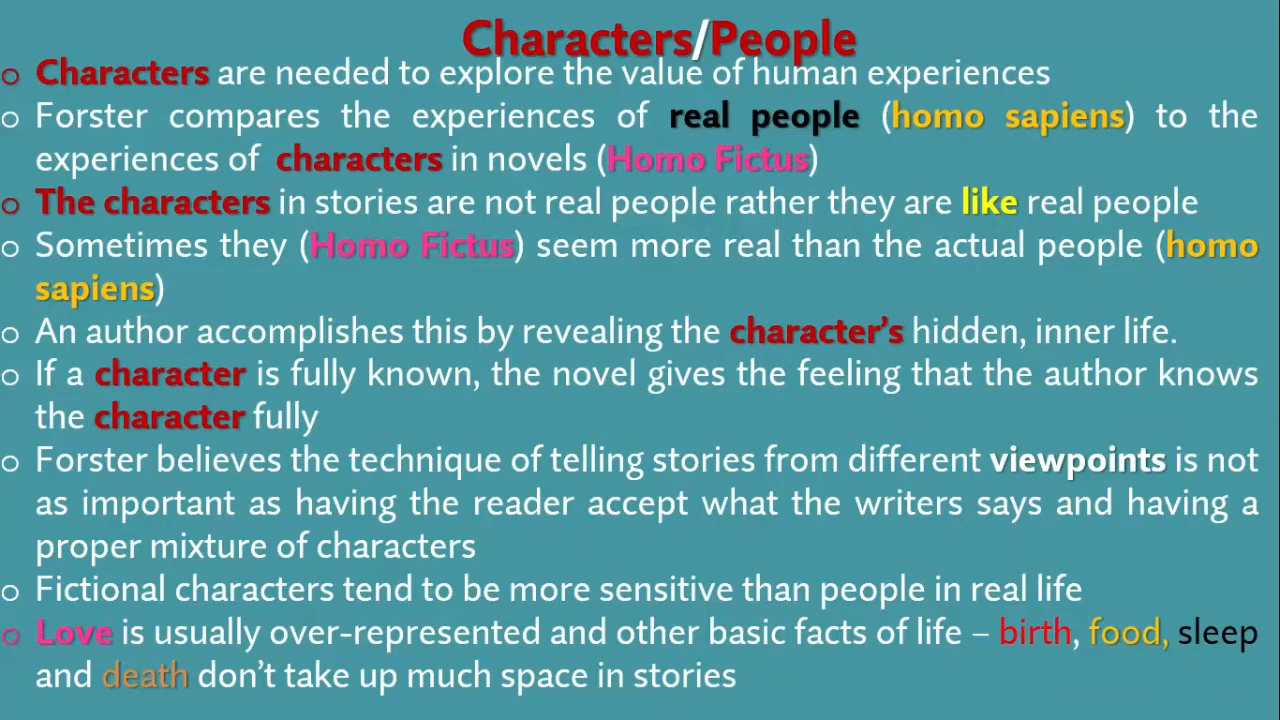 Characters/People
o Characters are needed to explore the value of human experiences
o Forster compares the experiences of real people (homo sapiens) to the
experiences of characters in novels (Homo Fictus)
o The characters in stories are not real people rather they are like real people
o Sometimes they (Homo Fictus) seem more real than the actual people (homo
sapiens)
o An author accomplishes this by revealing the character’s hidden, inner life.
o If a character is fully known, the novel gives the feeling that the author knows
the character fully
o Forster believes the technique of telling stories from different viewpoints is not
as important as having the reader accept what the writers says and having a
proper mixture of characters
o Fictional characters tend to be more sensitive than people in real life
o Love is usually over-represented and other basic facts of life – birth, food, sleep
and death don’t take up much space in stories